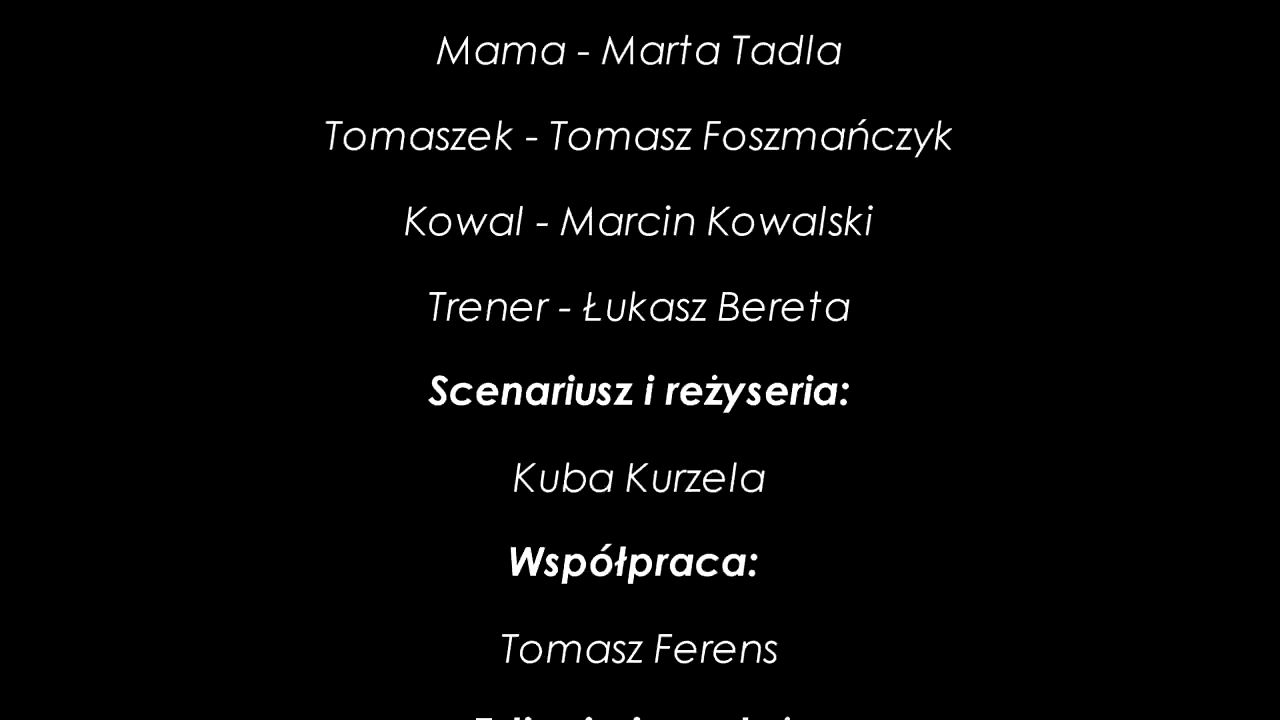 Mama - Marta Tadla
Tomaszek - Tomasz Foszmańczyk
Kowal - Marcin Kowalski
Trener - Łukasz Bereta
Scenariusz i reżyseria:
Kuba Kurzela
Współpraca:
Tomasz Ferens